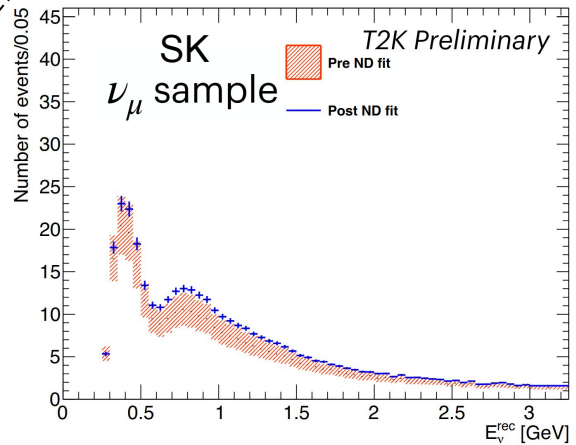 Number of events/0.05
45
40
35
30
25
20
15
10
5
0
SK
νμ sample
T2K Preliminary
Pre ND fit
Post ND fit
0 0.5 1 1.5 2 2.5 3
E_ν^rec [GeV]